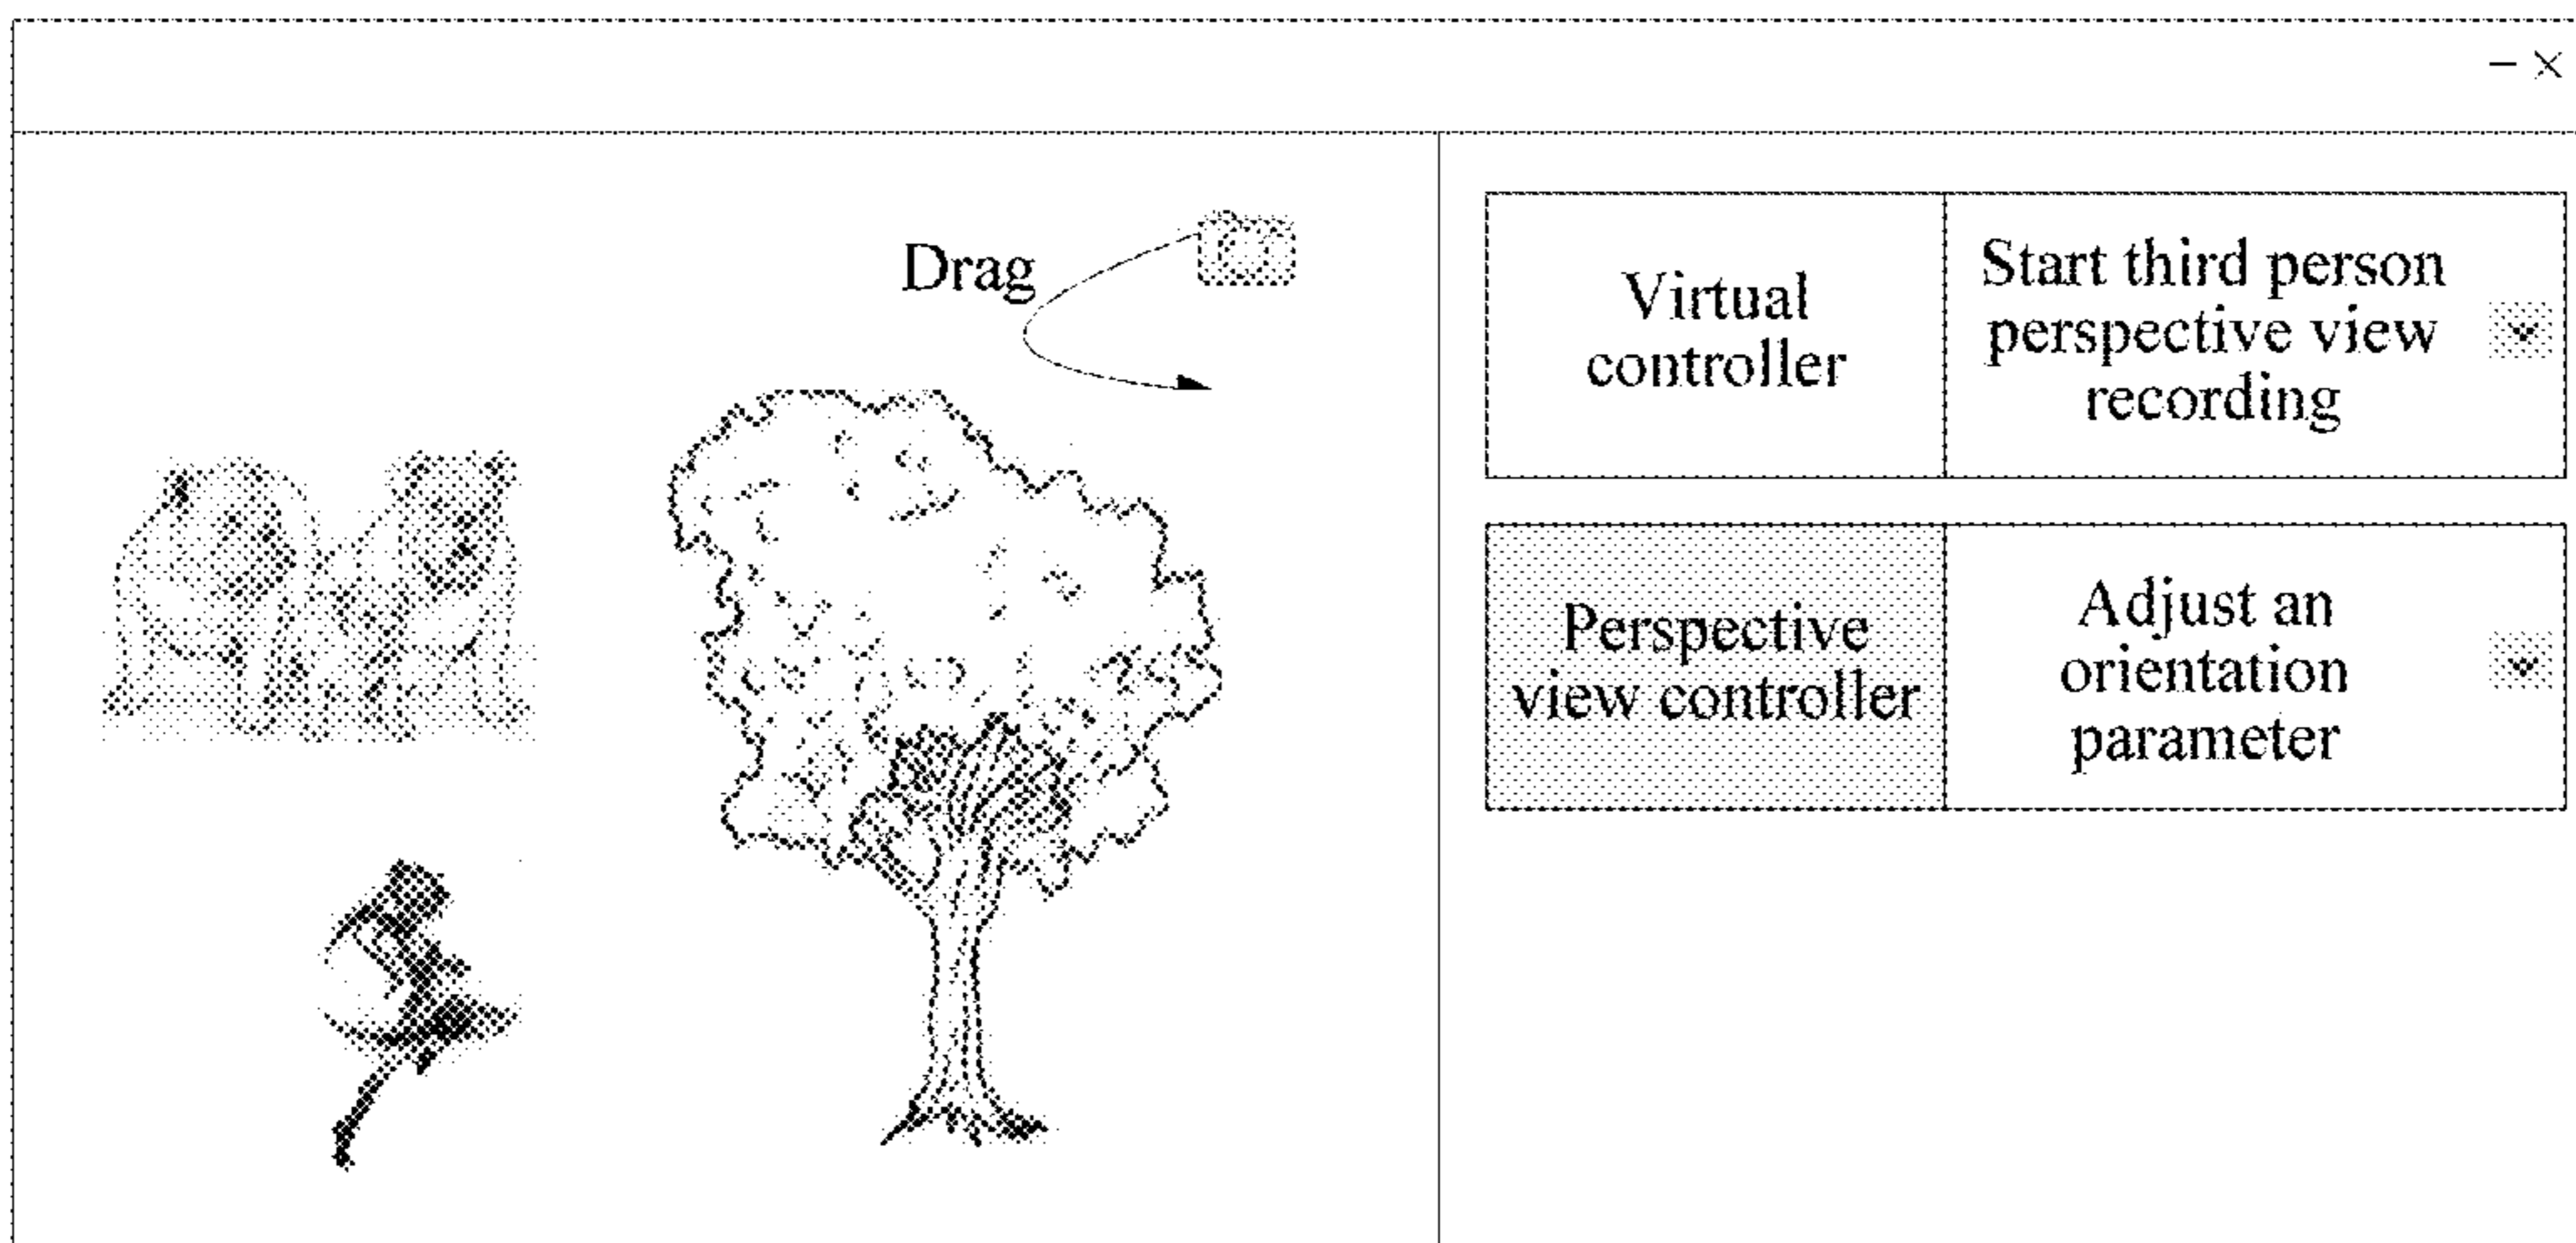 Drag
Virtual
controller
Start third person
perspective view
recording
Perspective
view controller
Adjust an
orientation
parameter